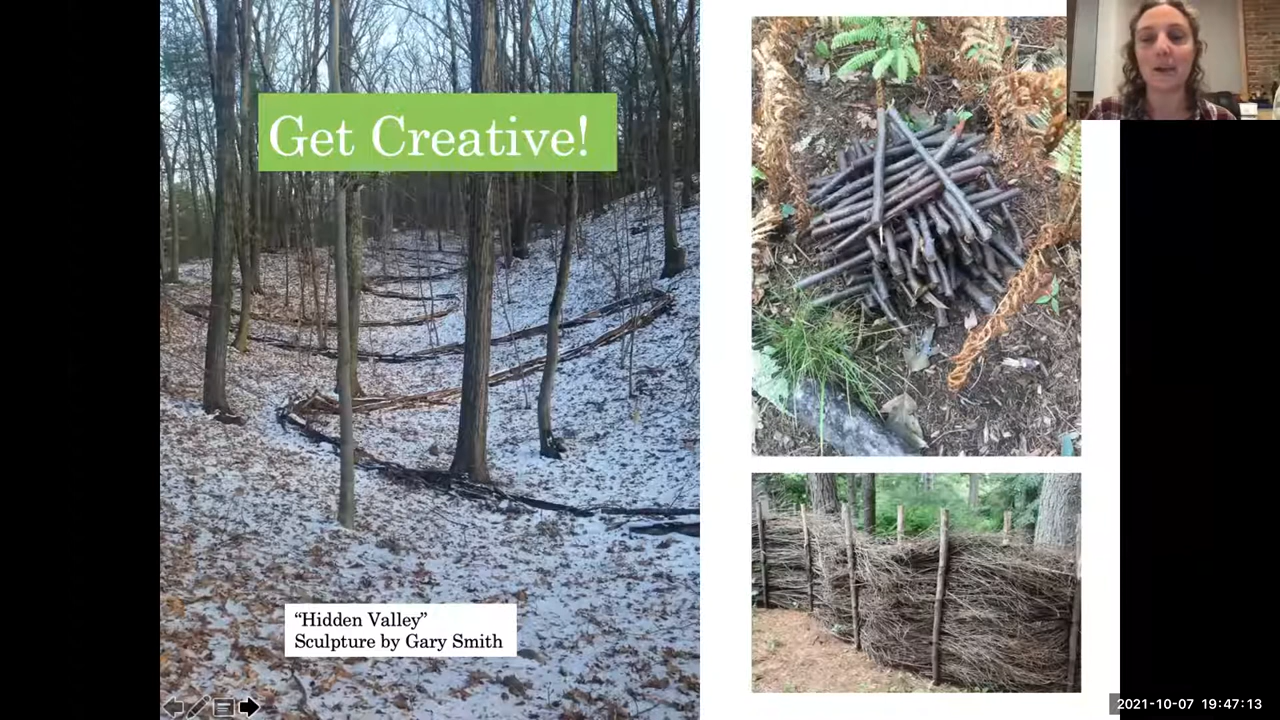 Get Creative!
“Hidden Valley”
Sculpture by Gary Smith
2021-10-07 19:47:13